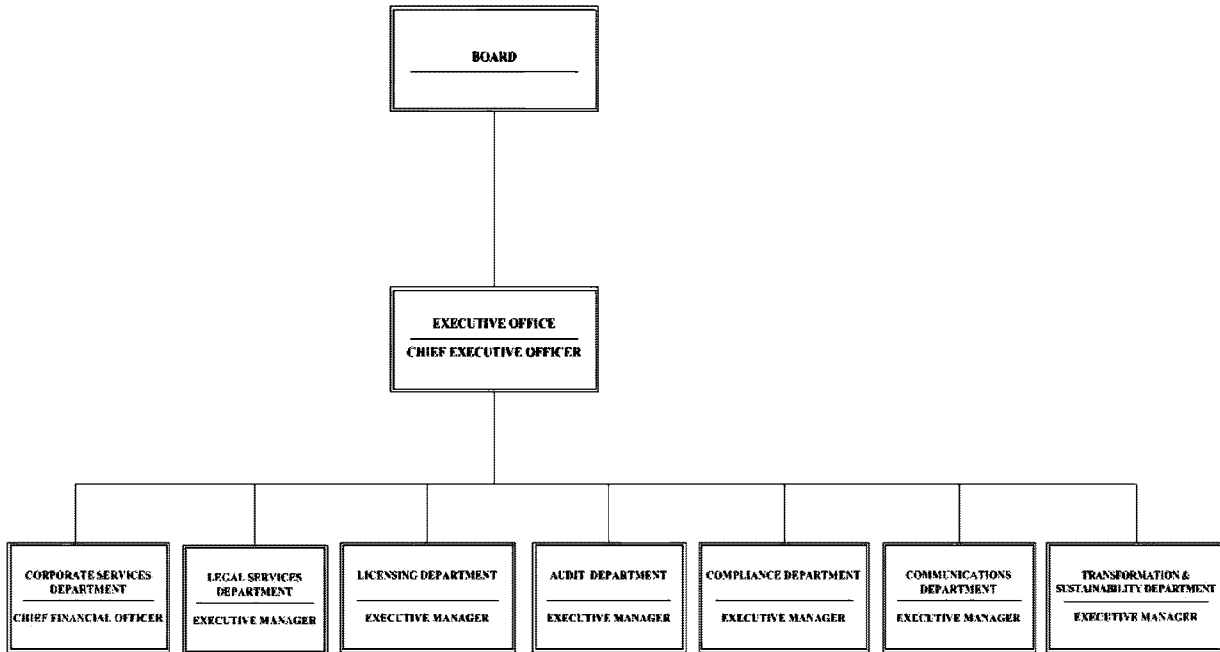 BOARD
EXECUTIVE OFFICE
CHIEF EXECUTIVE OFFICER
CORPORATE SERVICES
DEPARTMENT
CHIEF FINANCIAL OFFICER
LEGAL SERVICES
DEPARTMENT
EXECUTIVE MANAGER
LICENSING DEPARTMENT
EXECUTIVE MANAGER
AUDIT DEPARTMENT
EXECUTIVE MANAGER
COMPLIANCE DEPARTMENT
EXECUTIVE MANAGER
COMMUNICATIONS
DEPARTMENT
EXECUTIVE MANAGER
TRANSFORMATION &
SUSTAINABILITY DEPARTMENT
EXECUTIVE MANAGER